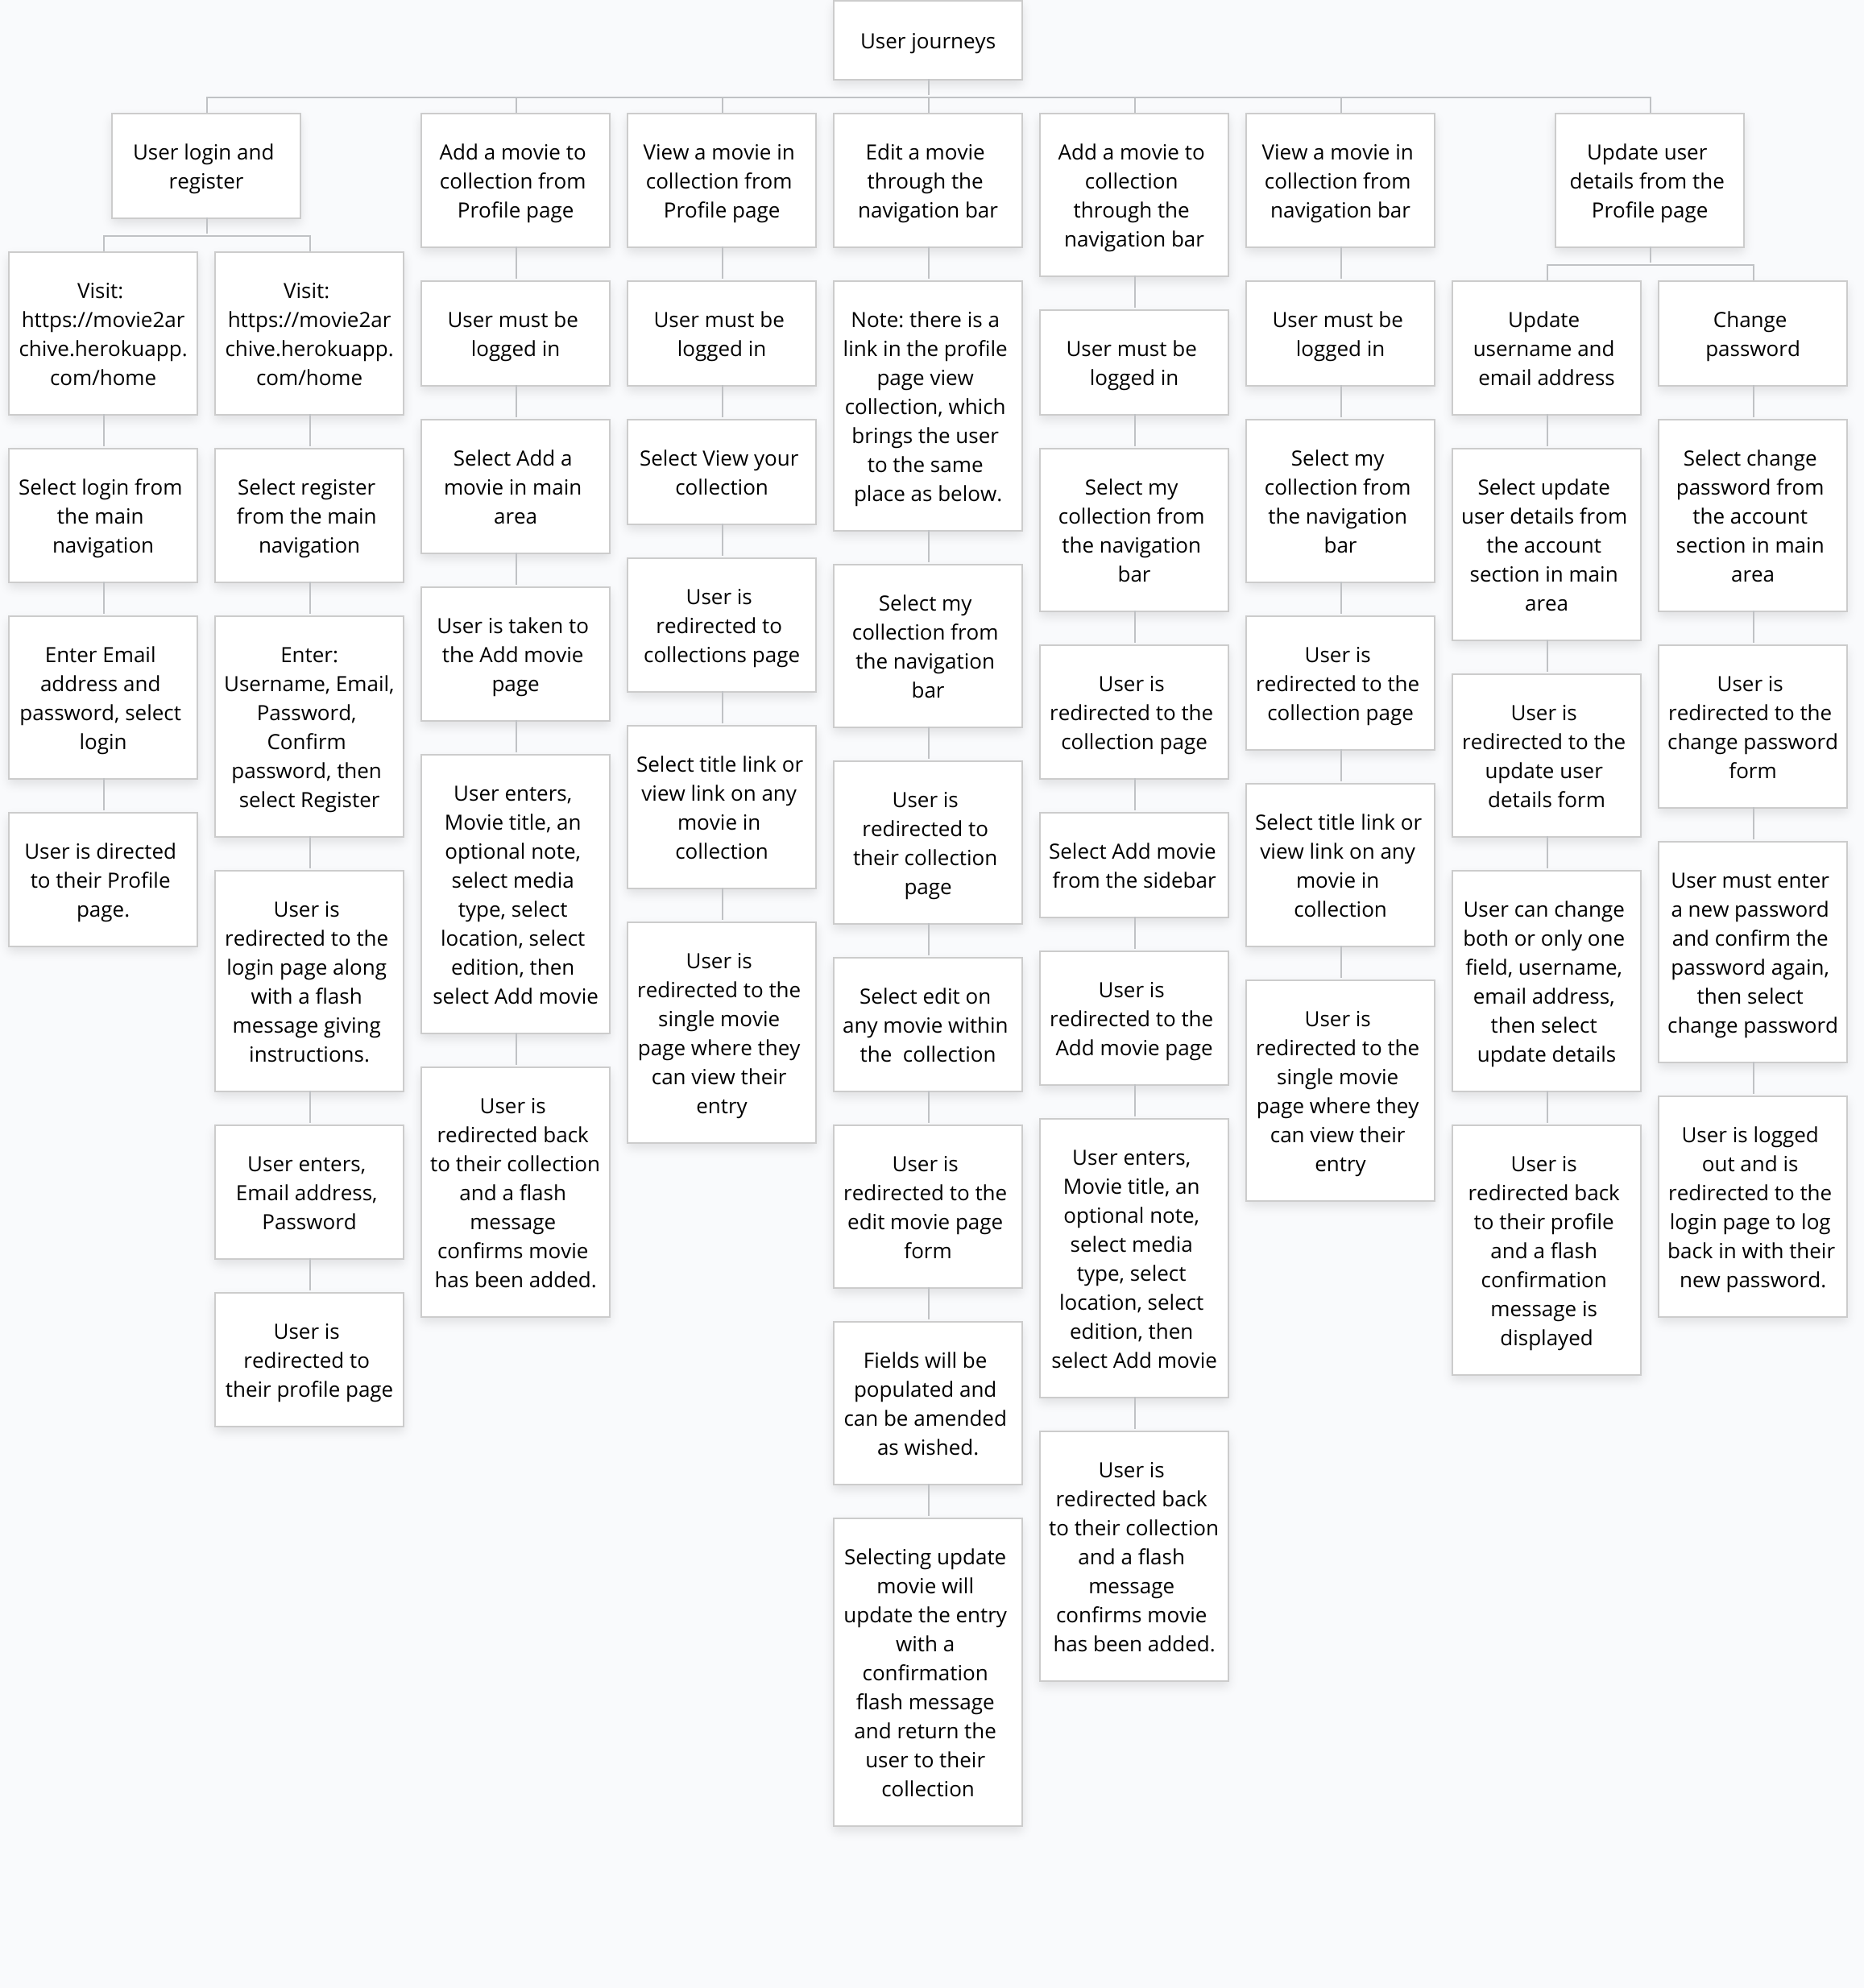 User journeys
User login and
register
Visit:
https://movie2ar
chive.herokuapp.
com/home
Select login from
the main
navigation
Enter Email
address and
password, select
login
User is directed
to their Profile
page.
Visit:
https://movie2ar
chive.herokuapp.
com/home
Select register
from the main
navigation
Enter:
Username, Email,
Password,
Confirm
password, then
select Register
User is
redirected to the
login page along
with a flash
message giving
instructions.
User enters,
Email address,
Password
User is
redirected to
their profile page
Add a movie to
collection from
Profile page
User must be
logged in
Select Add a
movie in main
area
User is taken to
the Add movie
page
User enters,
Movie title, an
optional note,
select media
type, select
location, select
edition, then
select Add movie
User is
redirected back
to their collection
and a flash
message
confirms movie
has been added.
View a movie in
collection from
Profile page
User must be
logged in
Select View your
collection
User is
redirected to
collections page
Select title link or
view link on any
movie in
collection
User is
redirected to the
single movie
page where they
can view their
entry
Edit a movie
through the
navigation bar
Note: there is a
link in the profile
page view
collection, which
brings the user
to the same
place as below.
Select my
collection from
the navigation
bar
User is
redirected to
their collection
page
Select edit on
any movie within
the  collection
User is
redirected to the
edit movie page
form
Fields will be
populated and
can be amended
as wished.
Selecting update
movie will
update the entry
with a
confirmation
flash message
and return the
user to their
collection
Add a movie to
collection
through the
navigation bar
User must be
logged in
Select my
collection from
the navigation
bar
User is
redirected to the
collection page
Select Add movie
from the sidebar
User is
redirected to the
Add movie page
User enters,
Movie title, an
optional note,
select media
type, select
location, select
edition, then
select Add movie
User is
redirected back
to their collection
and a flash
message
confirms movie
has been added.
View a movie in
collection from
navigation bar
User must be
logged in
Select my
collection from
the navigation
bar
User is
redirected to the
collection page
Select title link or
view link on any
movie in
collection
User is
redirected to the
single movie
page where they
can view their
entry
Update user
details from the
Profile page
Update
username and
email address
Select update
user details from
the account
section in main
area
User is
redirected to the
update user
details form
User can change
both or only one
field, username,
email address,
then select
update details
User is
redirected back
to their profile
and a flash
confirmation
message is
displayed
Change
password
Select change
password from
the account
section in main
area
User is
redirected to the
change password
form
User must enter
a new password
and confirm the
password again,
then select
change password
User is logged
out and is
redirected to the
login page to log
back in with their
new password.